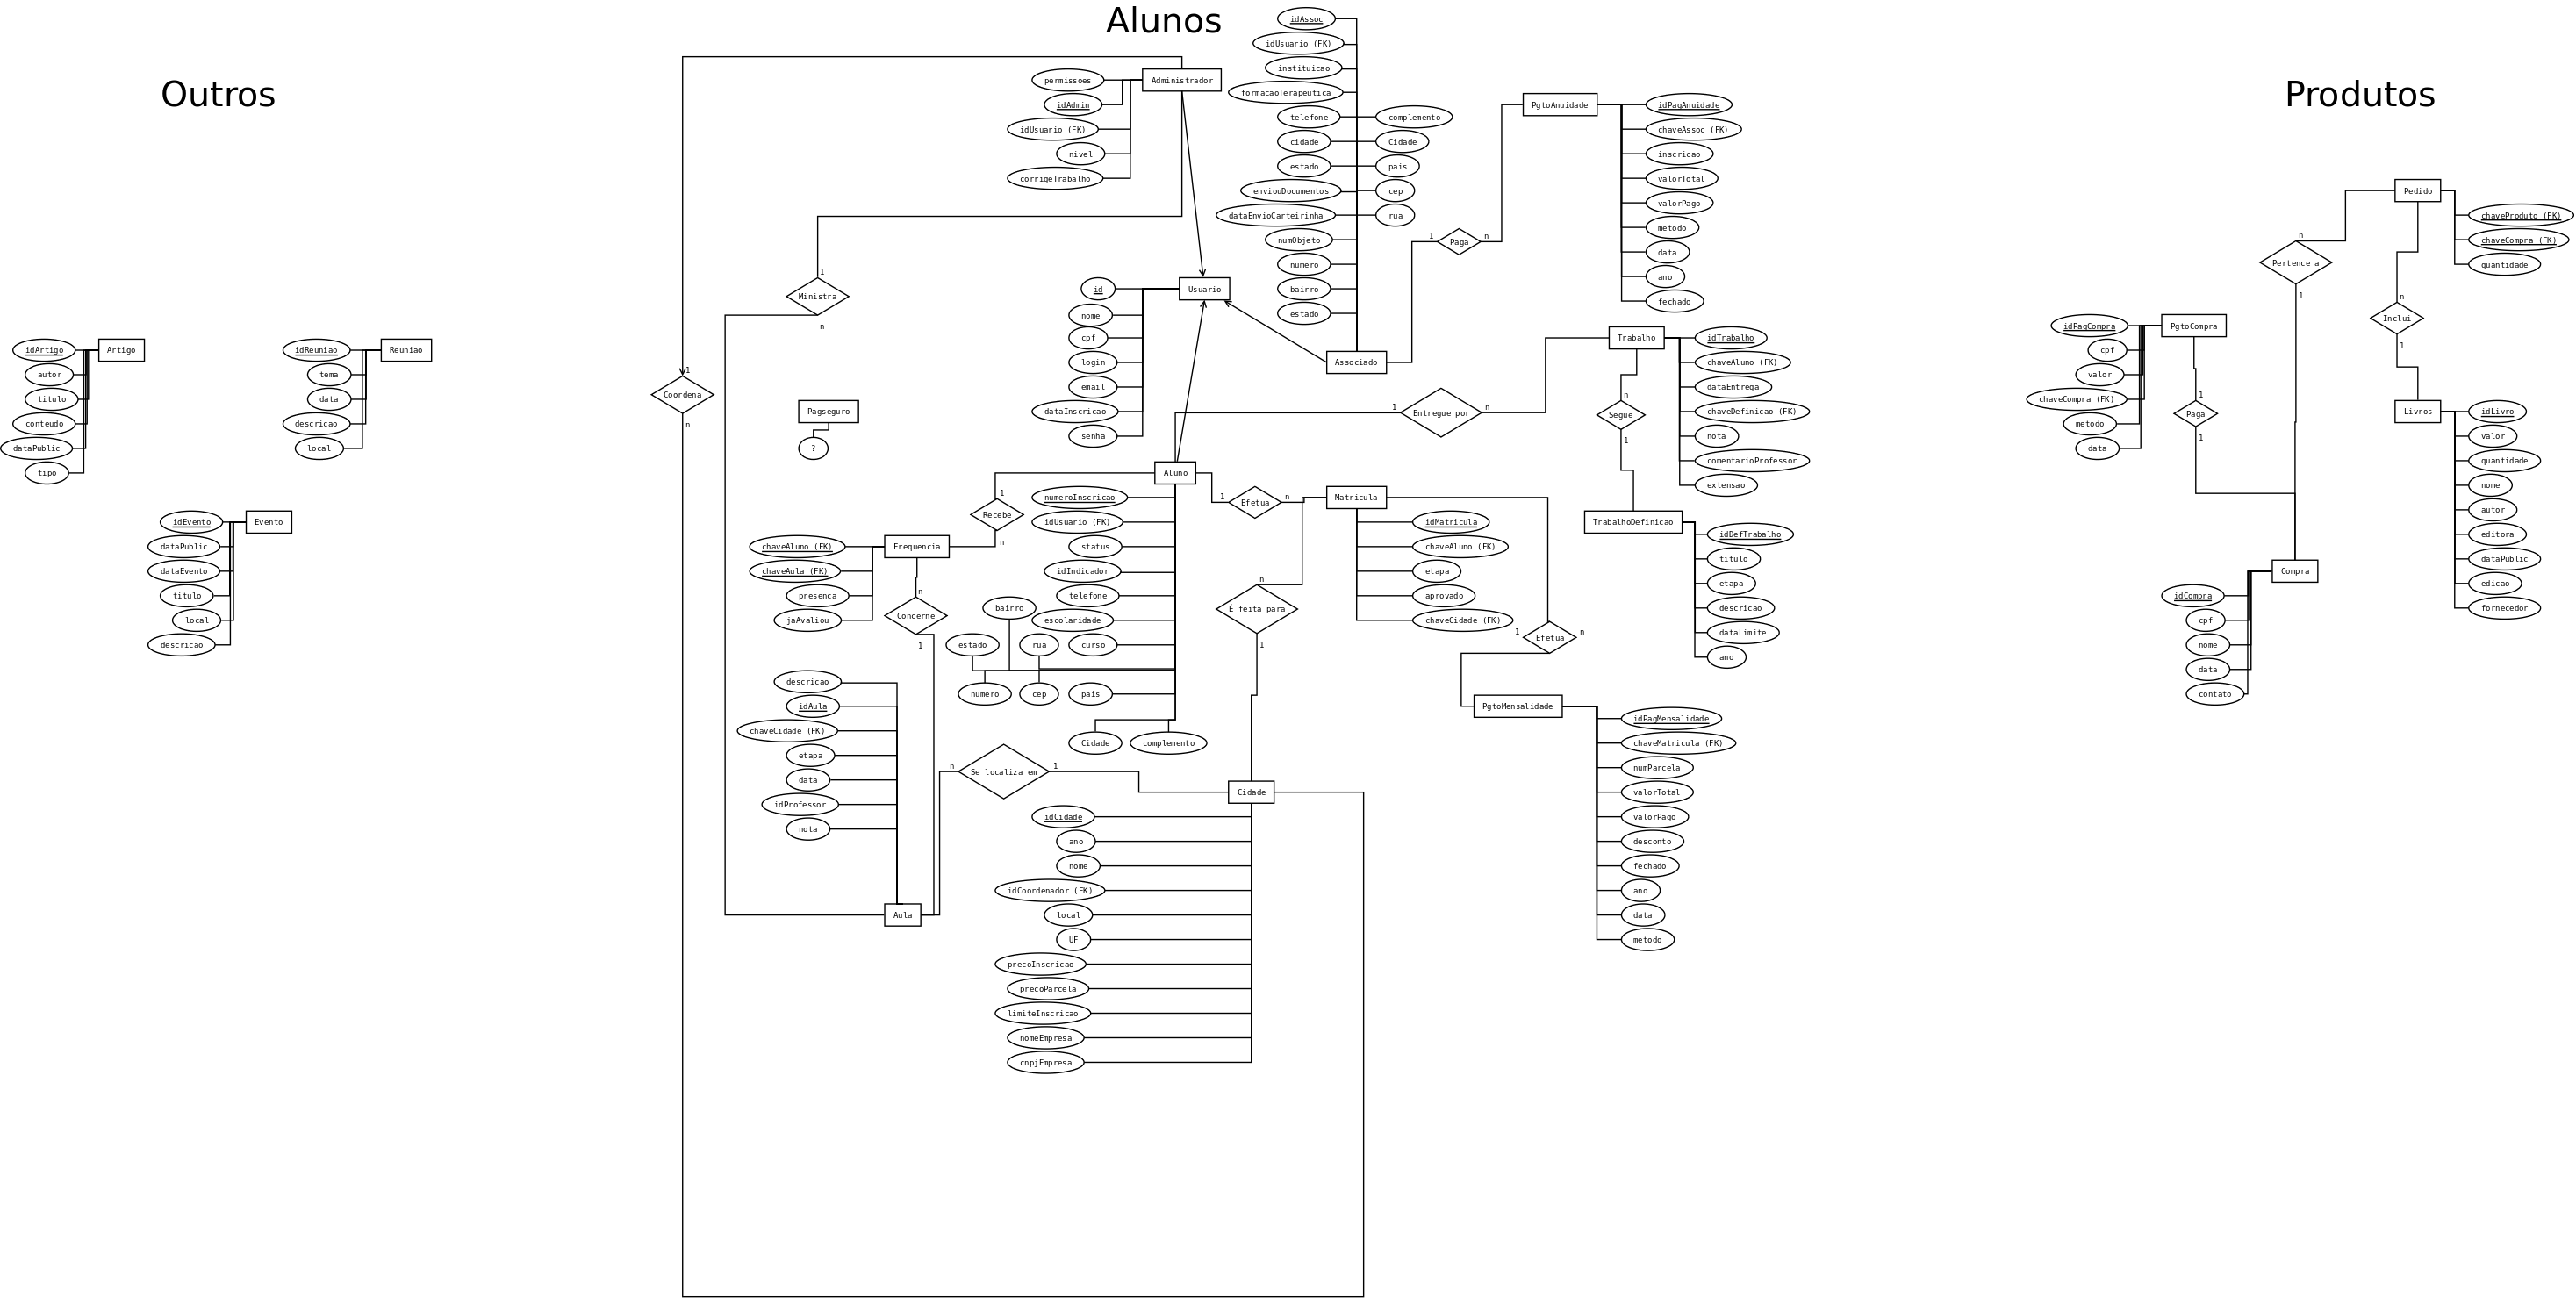 Outros
Artigo
idArtigo
autor
titulo
conteudo
dataPublic
tipo
Reuniao
idReuniao
tema
data
descricao
local
Evento
idEvento
dataPublic
dataEvento
titulo
local
descricao
Alunos
Administrador
permissoes
idAdmin
idUsuario (FK)
nivel
corrigeTrabalho
1
Ministra
n
1
Coordena
n
Pagseguro
?
Usuario
id
nome
cpf
login
email
dataInscricao
senha
idAssoc
idUsuario (FK)
instituicao
formacaoTerapeutica
telefone
complemento
cidade
Cidade
estado
pais
enviouDocumentos
cep
dataEnvioCarteirinha
rua
numObjeto
numero
bairro
estado
Associado
1
Paga
n
PgtoAnuidade
idPagAnuidade
chaveAssoc (FK)
inscricao
valorTotal
valorPago
metodo
data
ano
fechado
Trabalho
idTrabalho
chaveAluno (FK)
dataEntrega
chaveDefinicao (FK)
nota
comentarioProfessor
extensao
1
Entregue por
n
n
Segue
1
TrabalhoDefinicao
idDefTrabalho
titulo
etapa
descricao
dataLimite
ano
Aluno
numeroInscricao
idUsuario (FK)
status
idIndicador
telefone
bairro
escolaridade
estado
rua
curso
numero
cep
pais
Cidade
complemento
1
Recebe
n
Frequencia
chaveAluno (FK)
chaveAula (FK)
presenca
jaAvaliou
n
Concerne
1
1
Efetua
n
Matricula
idMatricula
chaveAluno (FK)
etapa
aprovado
chaveCidade (FK)
n
É feita para
1
1
Efetua
n
PgtoMensalidade
idPagMensalidade
chaveMatricula (FK)
numParcela
valorTotal
valorPago
desconto
fechado
ano
data
metodo
descricao
idAula
chaveCidade (FK)
etapa
data
idProfessor
nota
Aula
n
Se localiza em
1
Cidade
idCidade
ano
nome
idCoordenador (FK)
local
UF
precoInscricao
precoParcela
limiteInscricao
nomeEmpresa
cnpjEmpresa
Produtos
Pedido
chaveProduto (FK)
chaveCompra (FK)
quantidade
n
Pertence a
1
n
Inclui
1
PgtoCompra
idPagCompra
cpf
valor
chaveCompra (FK)
metodo
data
1
Paga
1
Livros
idLivro
valor
quantidade
nome
autor
editora
dataPublic
edicao
fornecedor
Compra
idCompra
cpf
nome
data
contato